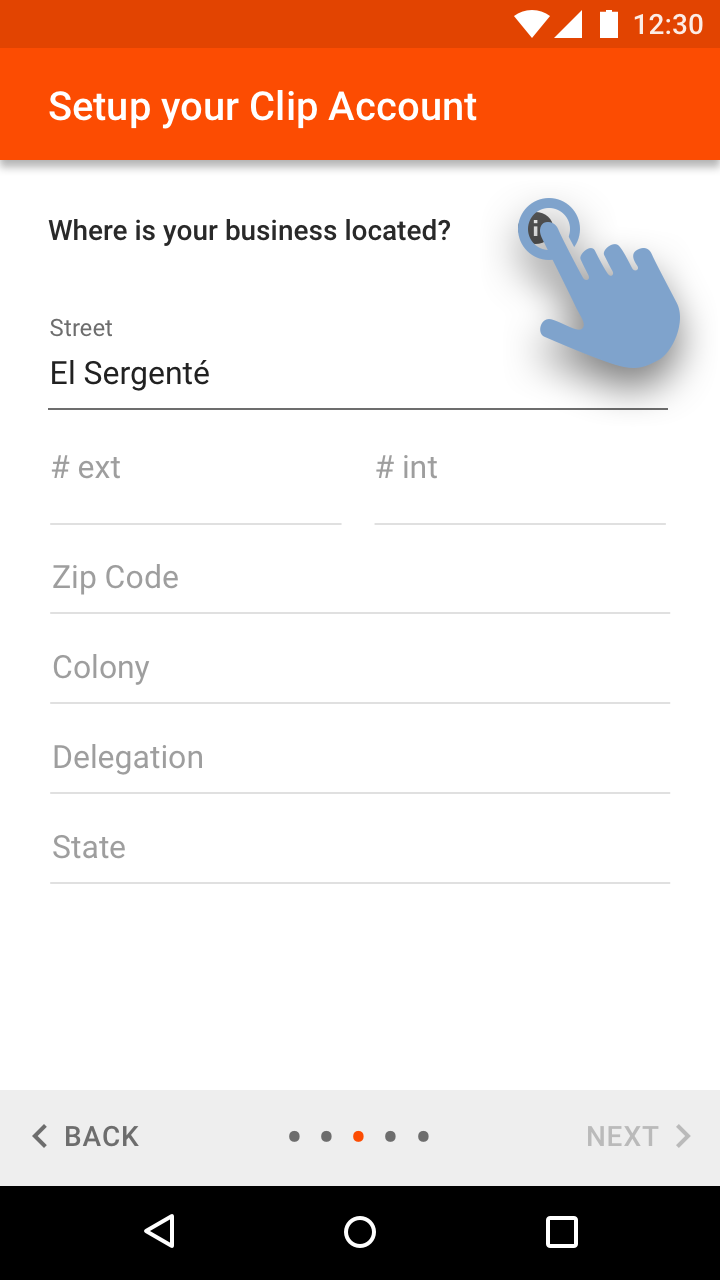 12:30
Setup your Clip Account
Where is your business located?
i
Street
El Sergenté
# ext # int
Zip Code
Colony
Delegation
State
BACK NEXT